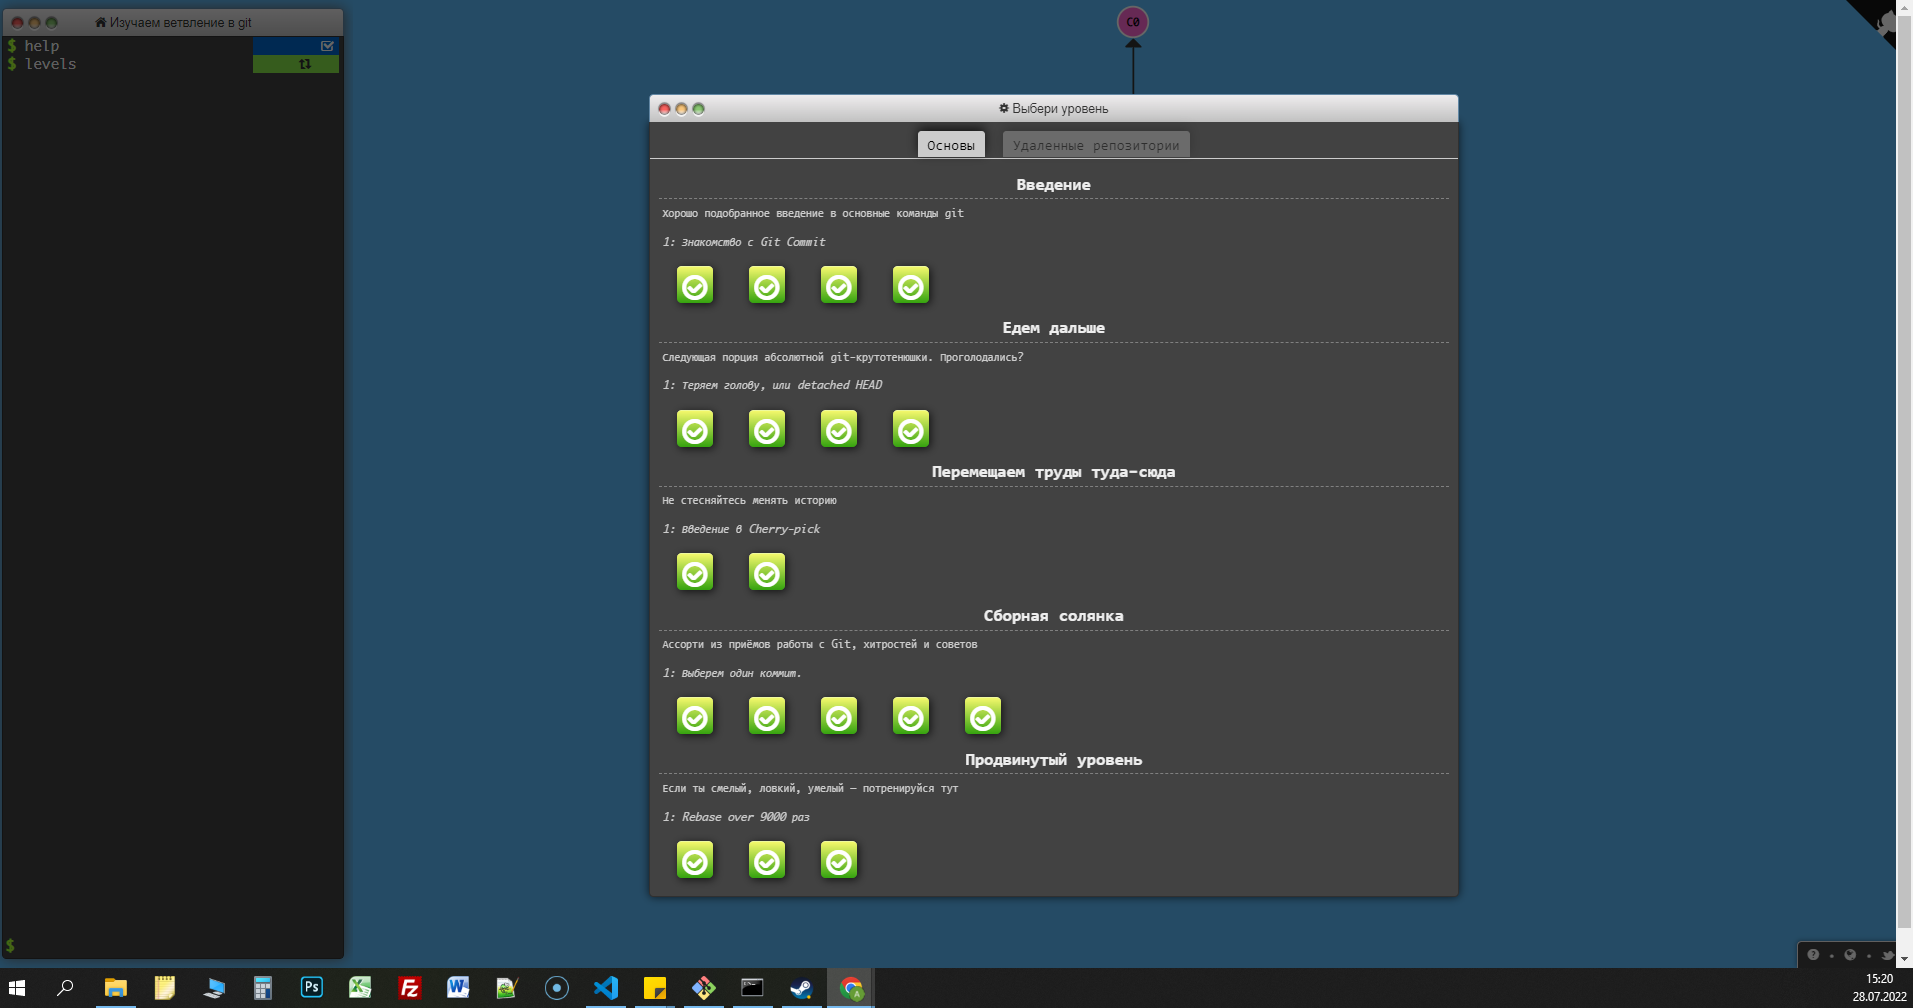 Изучаем ветвление в git
$ help
$ levels
C0
Выбери уровень
Основы
Удаленные репозитории
Введение
Хорошо подобранное введение в основные команды git
1: Знакомство с Git Commit
Едем дальше
Следующая порция абсолютной git-крутотенюшки. Проголодались?
1: Теряем голову, или detached HEAD
Перемещаем труды туда-сюда
Не стесняйтесь менять историю
1: Введение в Cherry-pick
Сборная солянка
Ассорти из приёмов работы с Git, хитростей и советов
1: Выберем один коммит.
Продвинутый уровень
Если ты смелый, ловкий, умелый — потренируйся тут
1: Rebase over 9000 раз
$
Ps
Fz
W
A
15:20
28.07.2022